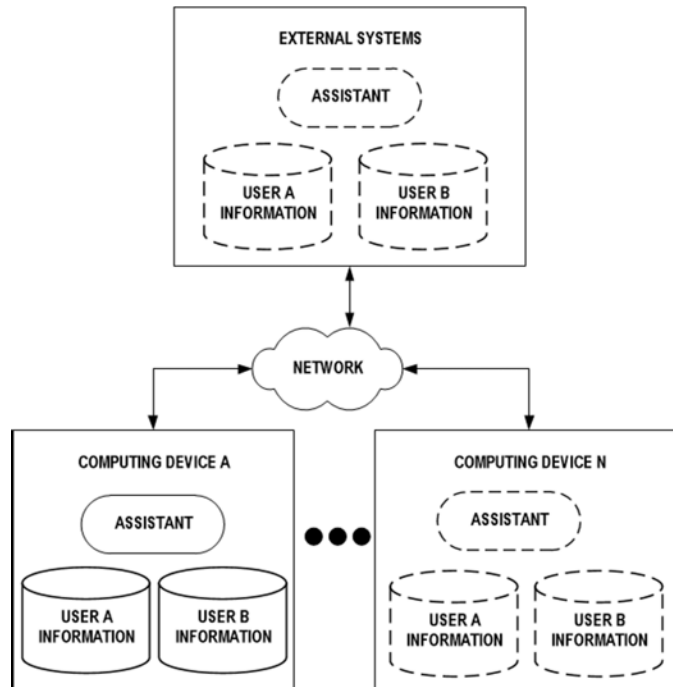 EXTERNAL SYSTEMS
ASSISTANT
USER A
INFORMATION
USER B
INFORMATION
NETWORK
COMPUTING DEVICE A
ASSISTANT
USER A
INFORMATION
USER B
INFORMATION
COMPUTING DEVICE N
ASSISTANT
USER A
INFORMATION
USER B
INFORMATION